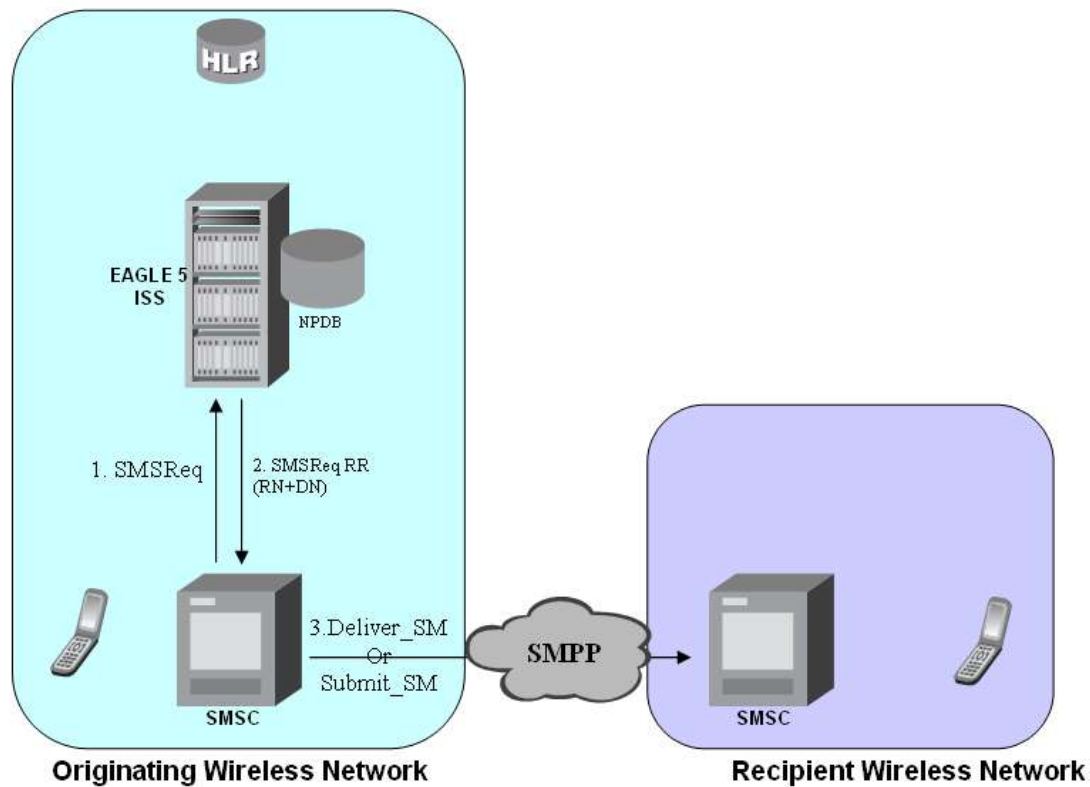 HLR
EAGLE 5
ISS
NPDB
1. SMSReq
2. SMSReq RR
(RN+DN)
3.Deliver_SM
Or
Submit_SM
SMPP
SMSC
SMSC
Originating Wireless Network
Recipient Wireless Network